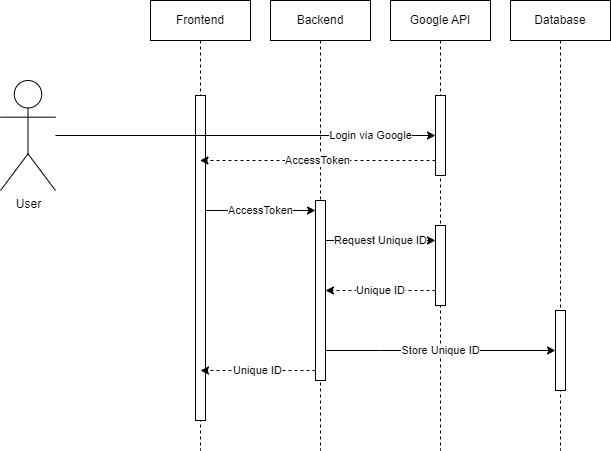 Frontend
Backend
Google API
Database
Login via Google
AccessToken
User
AccessToken
Request Unique ID
Unique ID
Store Unique ID
Unique ID